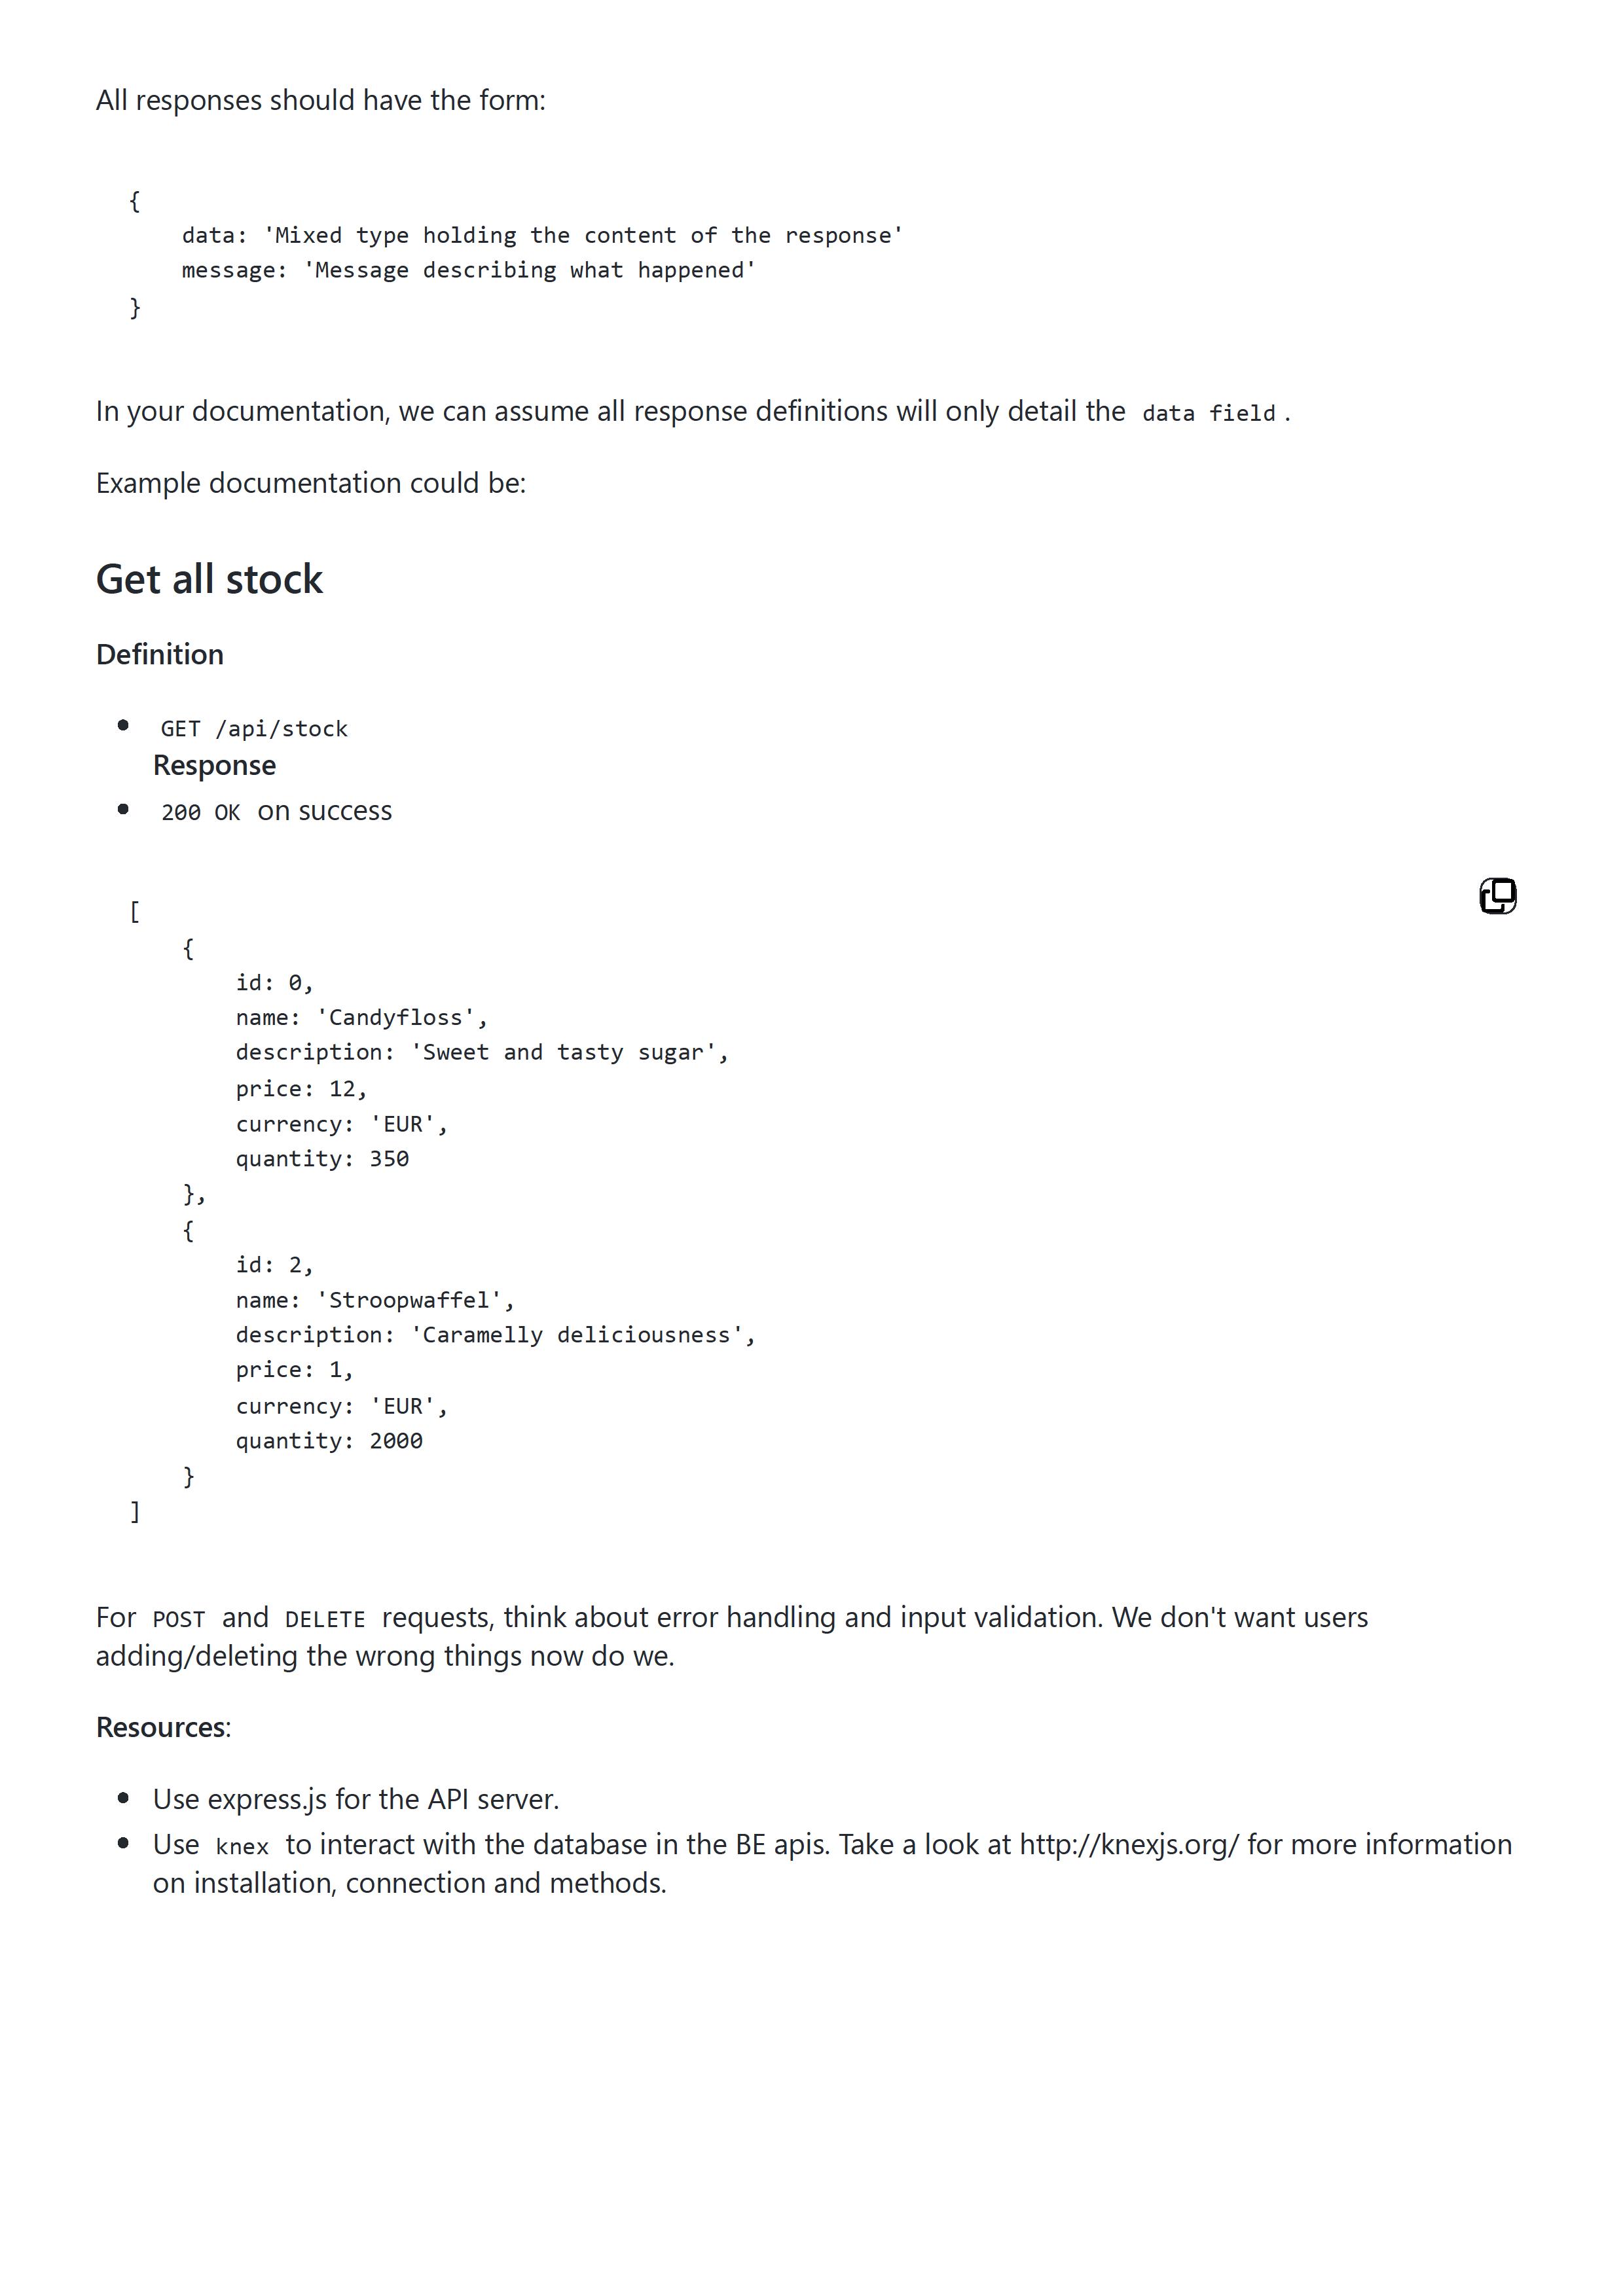 All responses should have the form:
{
    data: 'Mixed type holding the content of the response'
    message: 'Message describing what happened'
}
In your documentation, we can assume all response definitions will only detail the data field.
Example documentation could be:
Get all stock
Definition
• GET /api/stock
Response
• 200 OK on success
[
    {
        id: 0,
        name: 'Candyfloss',
        description: 'Sweet and tasty sugar',
        price: 12,
        currency: 'EUR',
        quantity: 350
    },
    {
        id: 2,
        name: 'Stroopwaffel',
        description: 'Caramelly deliciousness',
        price: 1,
        currency: 'EUR',
        quantity: 2000
    }
]
For POST and DELETE requests, think about error handling and input validation. We don't want users
adding/deleting the wrong things now do we.
Resources:
• Use express.js for the API server.
• Use knex to interact with the database in the BE apis. Take a look at http://knexjs.org/ for more information
on installation, connection and methods.